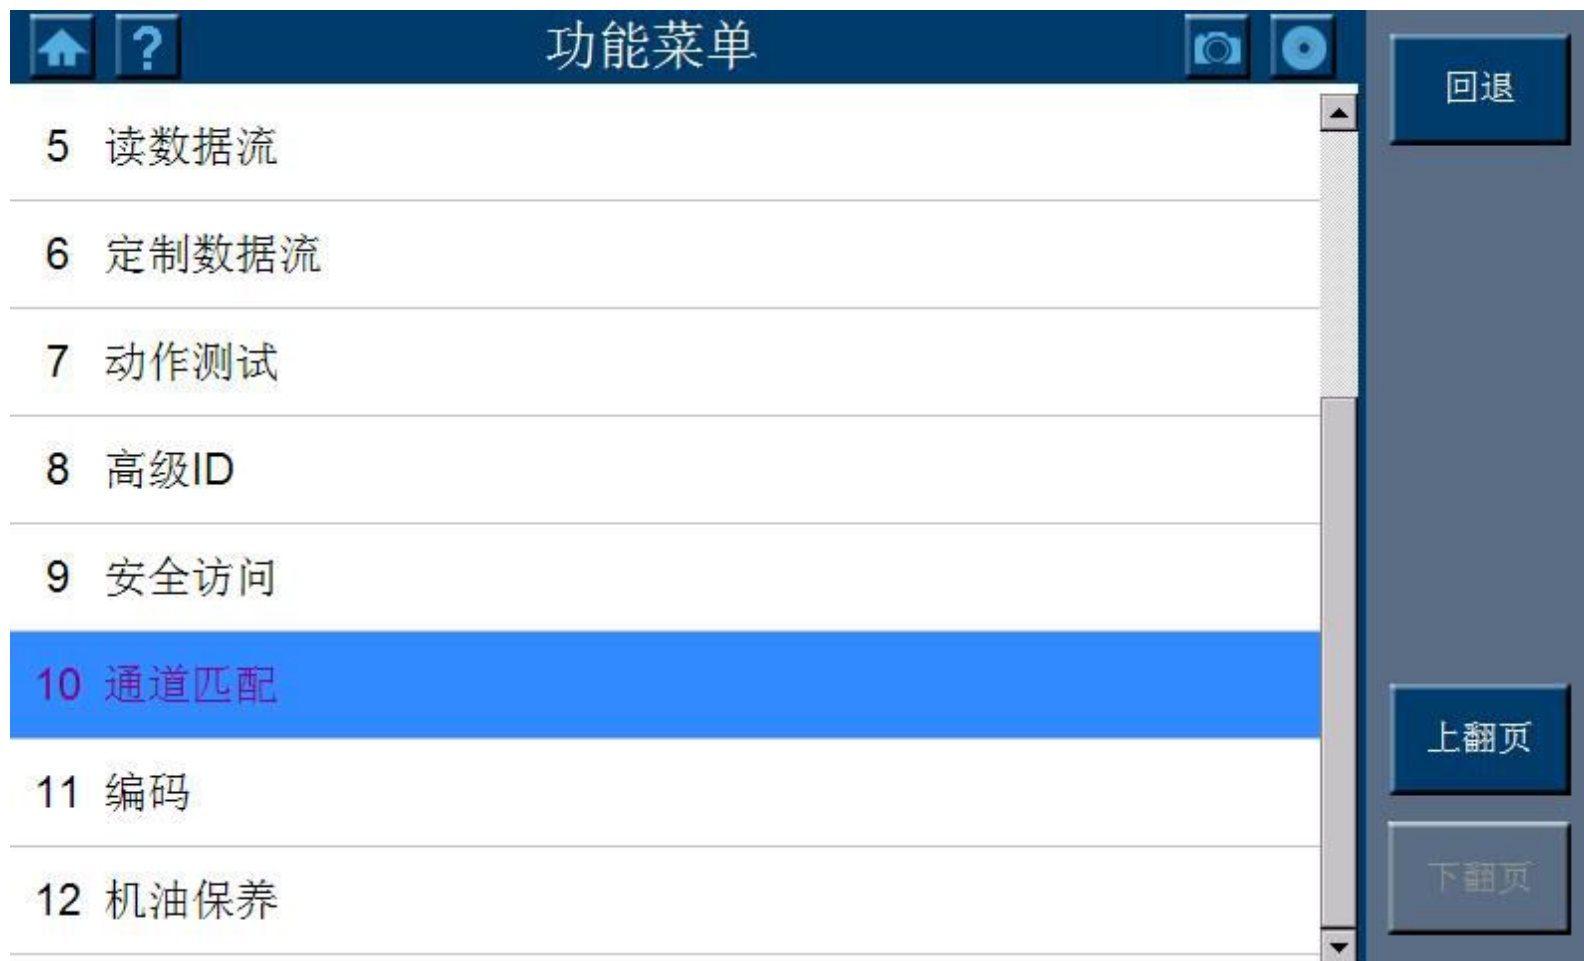 功能菜单
回退
5 读数据流
6 定制数据流
7 动作测试
8 高级ID
9 安全访问
10 通道匹配
11 编码
12 机油保养
上翻页
下翻页